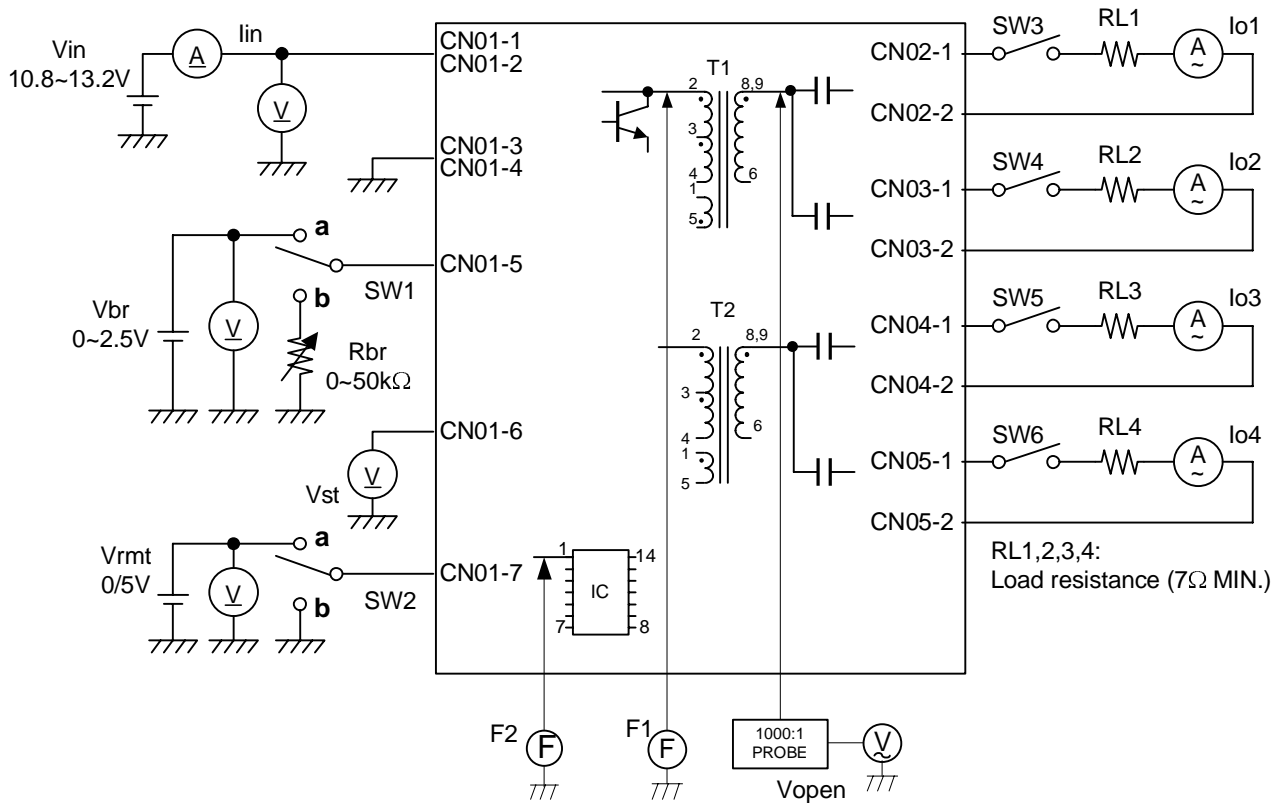 Vin
10.8~13.2V
A
Iin
V
CN01-1
CN01-2
CN01-3
CN01-4
a
b
SW1
CN01-5
Vbr
0~2.5V
V
Rbr
0~50kΩ
CN01-6
V
Vst
Vrmt
0/5V
V
a
b
SW2
CN01-7
1
14
IC
7
8
T1
2
8,9
3
4
6
1
5
T2
2
8,9
3
4
6
1
5
CN02-1
SW3
RL1
A
~
Io1
CN02-2
CN03-1
SW4
RL2
A
~
Io2
CN03-2
CN04-1
SW5
RL3
A
~
Io3
CN04-2
CN05-1
SW6
RL4
A
~
Io4
CN05-2
RL1,2,3,4:
Load resistance (7Ω MIN.)
F2
F
F1
F
1000:1
PROBE
V
~
Vopen